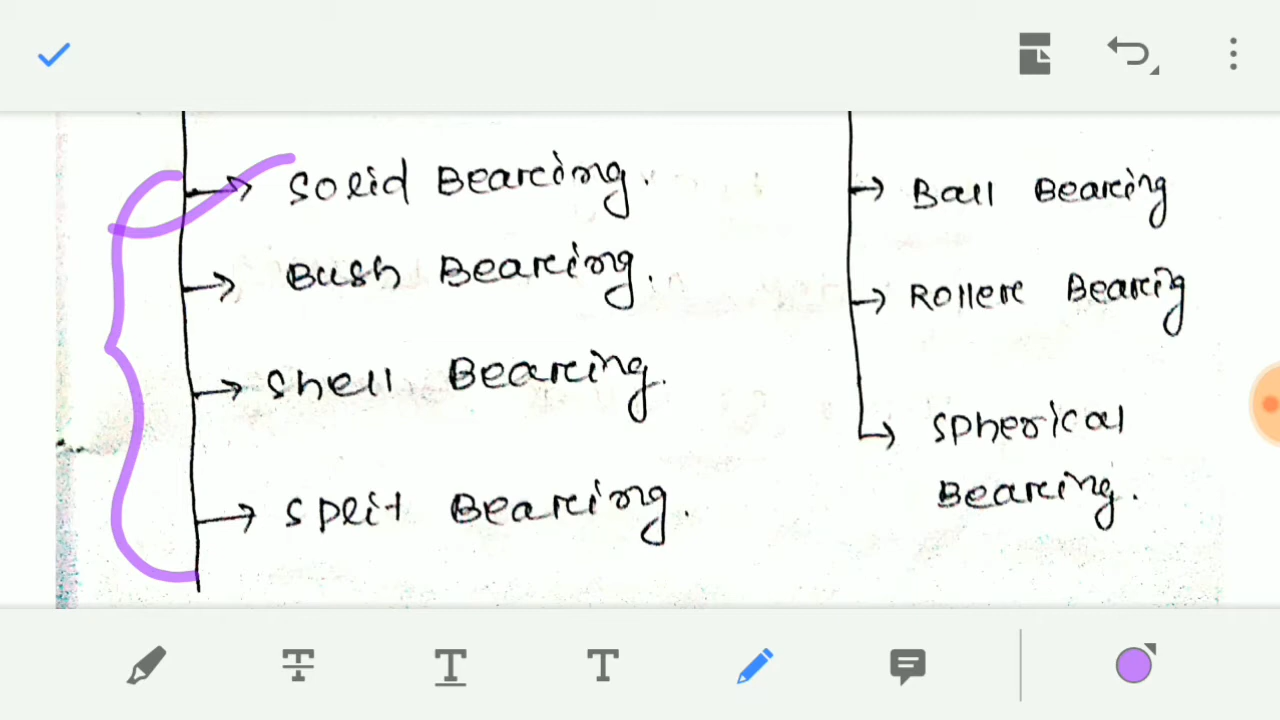 Solid Bearing.
Bush Bearing.
Shell Bearing.
Split Bearing.
Ball Bearing
Roller Bearing
Spherical
Bearing.